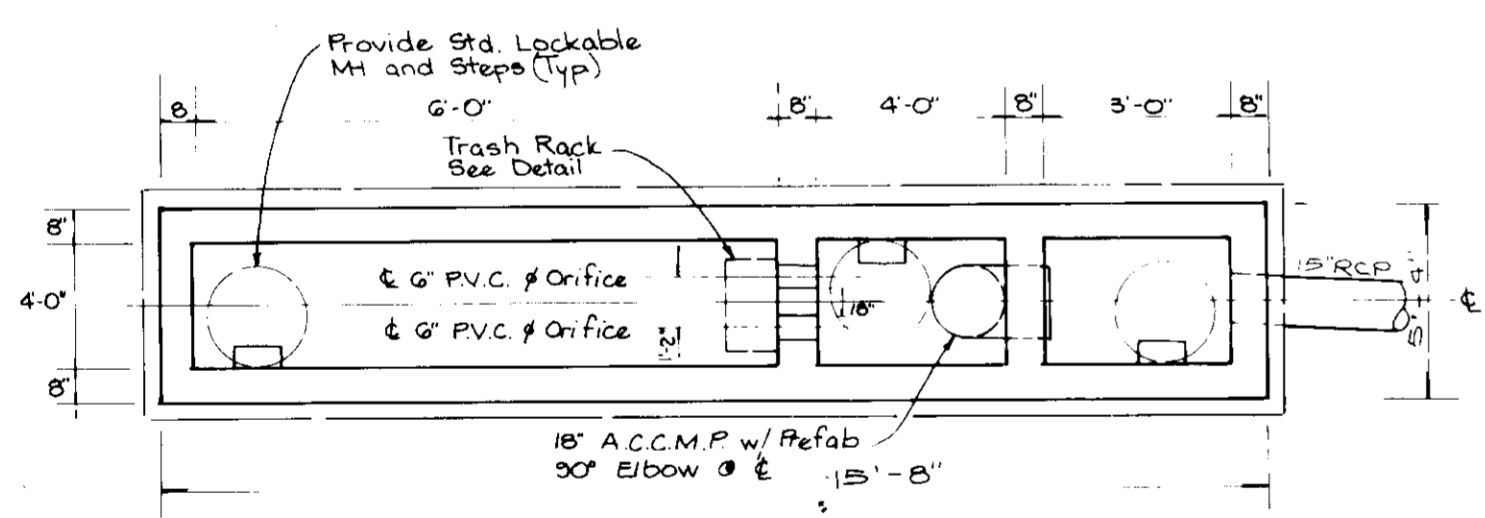 Provide Std. Lockable
MH and Steps (Typ)
8
6'-0"
8"
4'-0"
8"
3'-0"
8"
Trash Rack
See Detail
8"
4'-0"
8"
℄ 6" P.V.C. ϕ Orifice
℄ 6" P.V.C. ϕ Orifice
18"
15" RCP
5'-4"
℄
18" A.C.C.M.P. w/ Prefab
90° Elbow @ ℄
15'-8"